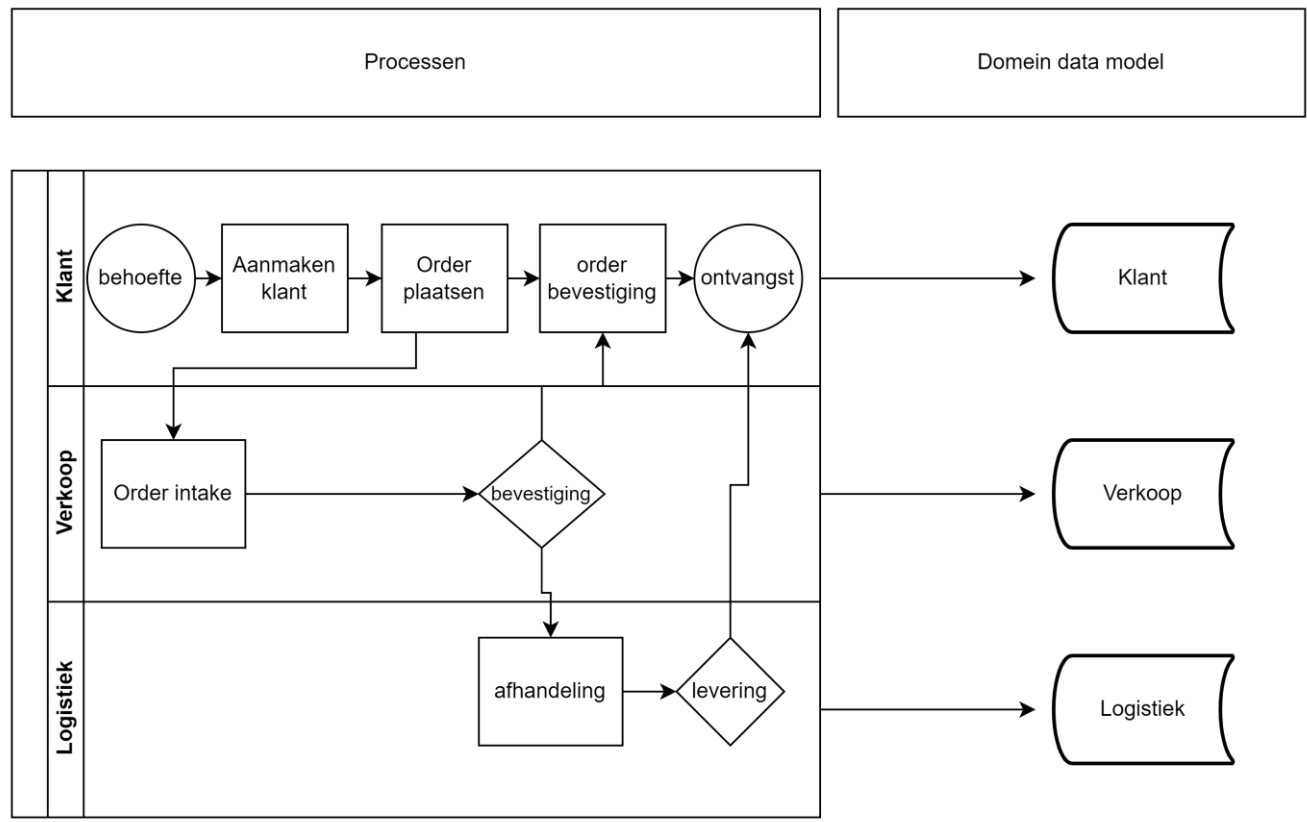 Processen
Domein data model
Klant
behoefte
Aanmaken
klant
Order
plaatsen
order
bevestiging
ontvangst
Klant
Verkoop
Order intake
bevestiging
Verkoop
Logistiek
afhandeling
levering
Logistiek